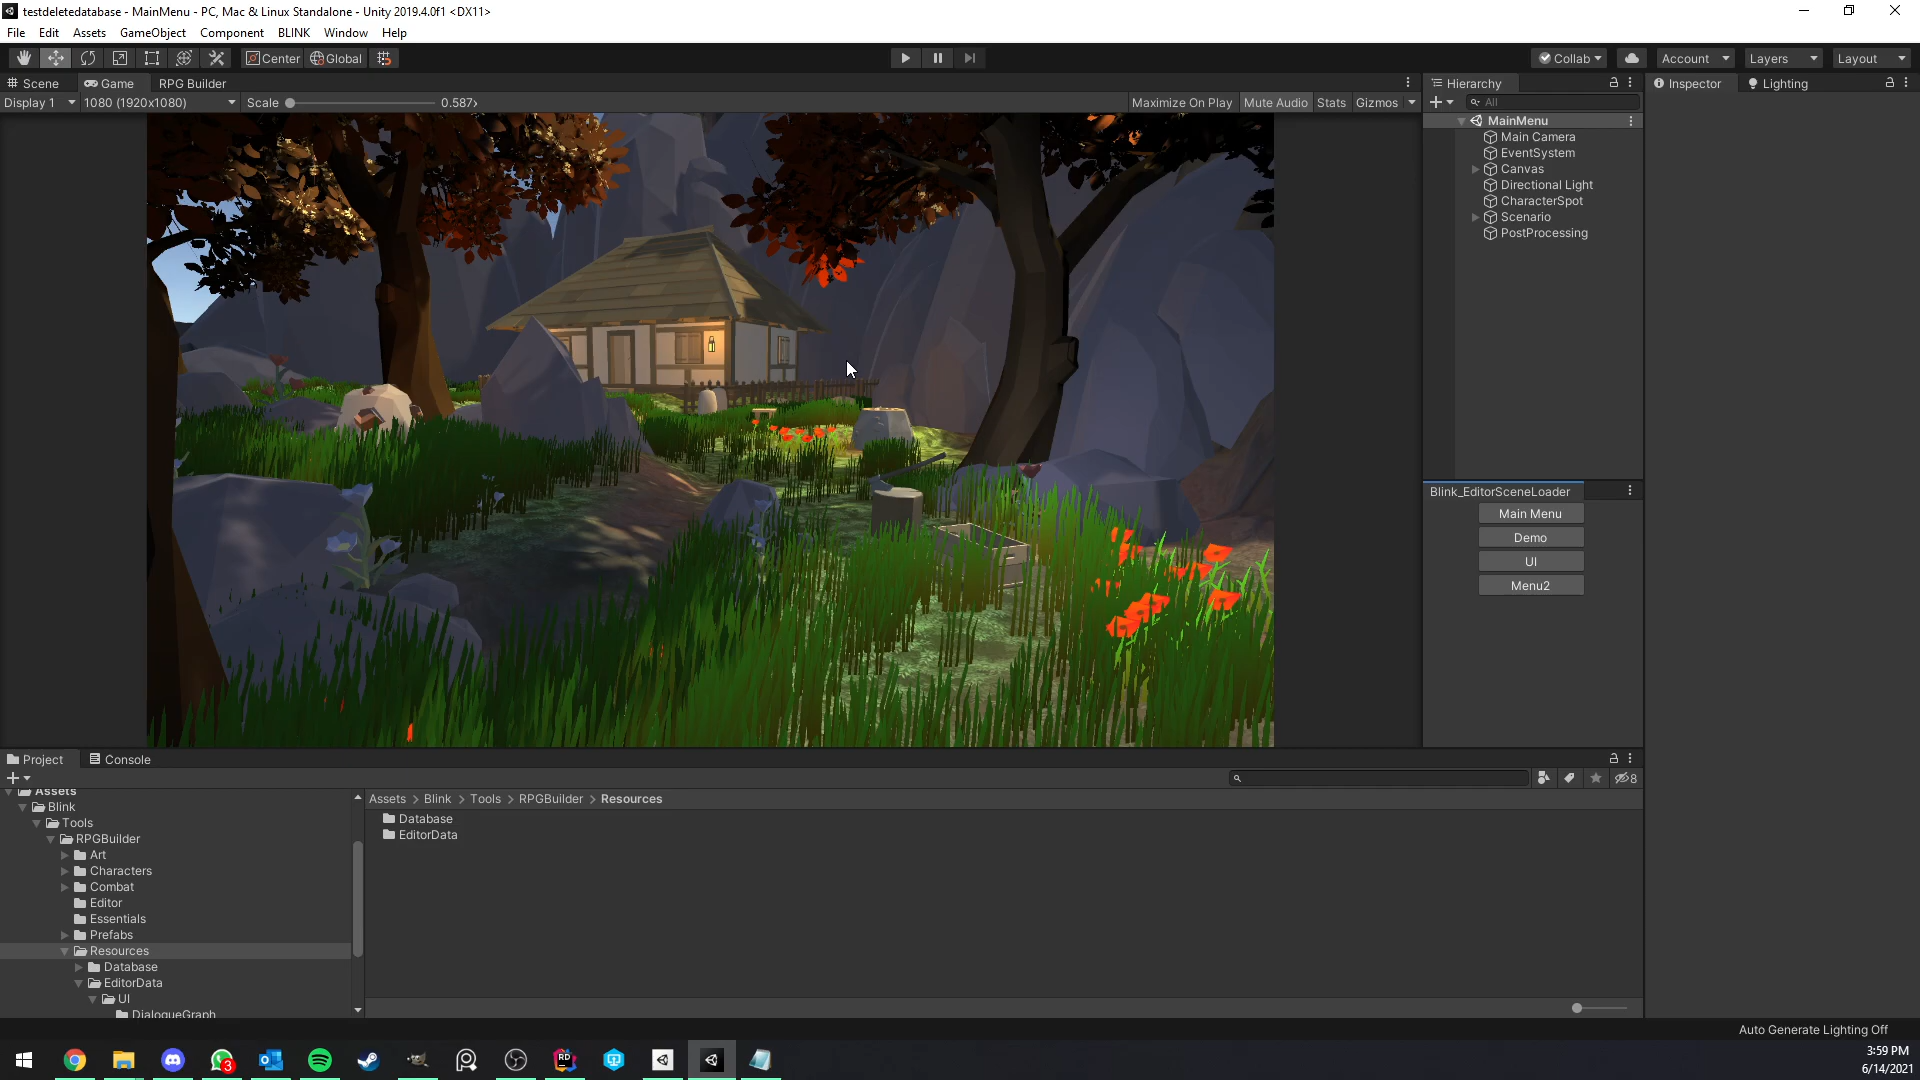 testdeletedatabase - MainMenu - PC, Mac & Linux Standalone - Unity 2019.4.0f1 <DX11>
File Edit Assets GameObject Component BLINK Window Help
Center Global
Collab Account Layers Layout
Scene Game RPG Builder
Display 1 1080 (1920x1080) Scale 0.587x
Maximize On Play Mute Audio Stats Gizmos
Hierarchy
All
MainMenu
Main Camera
EventSystem
Canvas
Directional Light
CharacterSpot
Scenario
PostProcessing
Inspector Lighting
Blink_EditorSceneLoader
Main Menu
Demo
UI
Menu2
Project Console
8
Assets
Blink
Tools
RPGBuilder
Art
Characters
Combat
Editor
Essentials
Prefabs
Resources
Database
EditorData
UI
DialogueGraph
Assets > Blink > Tools > RPGBuilder > Resources
Database
EditorData
Auto Generate Lighting Off
3
RD
3:59 PM
6/14/2021